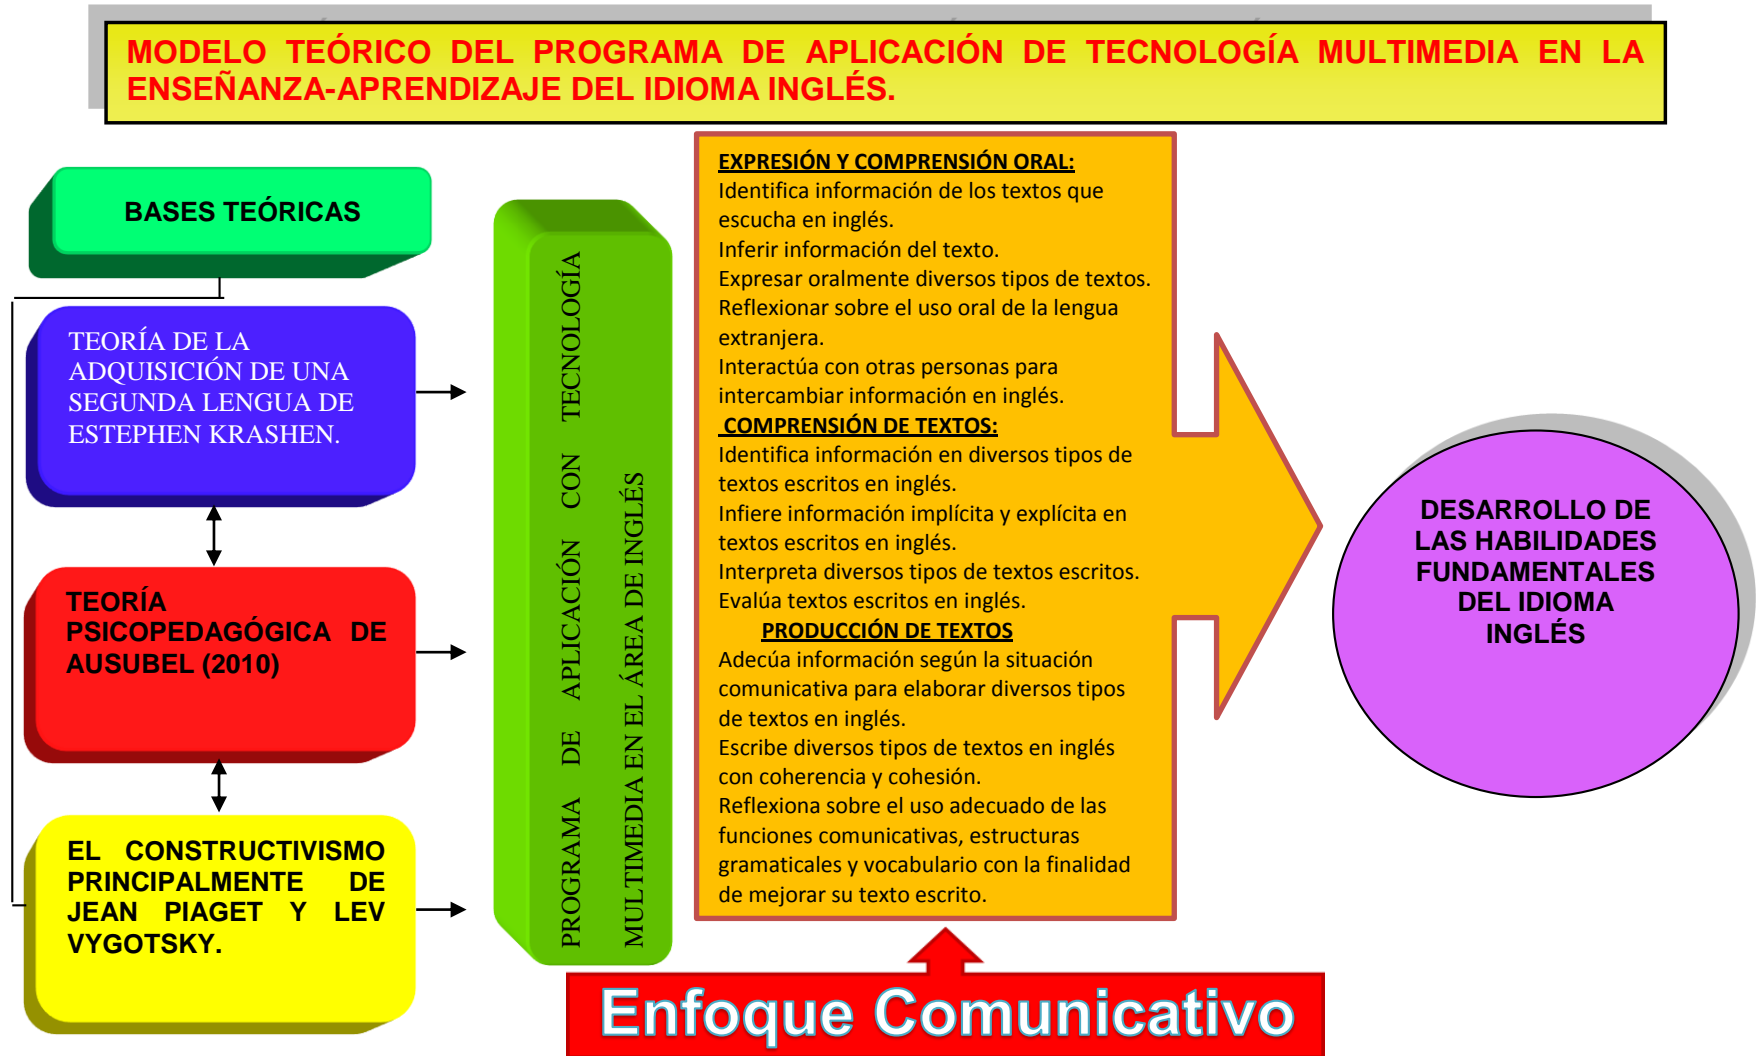 MODELO TEÓRICO DEL PROGRAMA DE APLICACIÓN DE TECNOLOGÍA MULTIMEDIA EN LA
ENSEÑANZA-APRENDIZAJE DEL IDIOMA INGLÉS.
BASES TEÓRICAS
TEORÍA DE LA
ADQUISICIÓN DE UNA
SEGUNDA LENGUA DE
ESTEPHEN KRASHEN.
TEORÍA
PSICOPEDAGÓGICA DE
AUSUBEL (2010)
EL CONSTRUCTIVISMO
PRINCIPALMENTE DE
JEAN PIAGET Y LEV
VYGOTSKY.
PROGRAMA DE APLICACIÓN CON TECNOLOGÍA
MULTIMEDIA EN EL ÁREA DE INGLÉS
EXPRESIÓN Y COMPRENSIÓN ORAL:
Identifica información de los textos que
escucha en inglés.
Inferir información del texto.
Expresar oralmente diversos tipos de textos.
Reflexionar sobre el uso oral de la lengua
extranjera.
Interactúa con otras personas para
intercambiar información en inglés.
COMPRENSIÓN DE TEXTOS:
Identifica información en diversos tipos de
textos escritos en inglés.
Infiere información implícita y explícita en
textos escritos en inglés.
Interpreta diversos tipos de textos escritos.
Evalúa textos escritos en inglés.
PRODUCCIÓN DE TEXTOS
Adecúa información según la situación
comunicativa para elaborar diversos tipos
de textos en inglés.
Escribe diversos tipos de textos en inglés
con coherencia y cohesión.
Reflexiona sobre el uso adecuado de las
funciones comunicativas, estructuras
gramaticales y vocabulario con la finalidad
de mejorar su texto escrito.
Enfoque Comunicativo
DESARROLLO DE
LAS HABILIDADES
FUNDAMENTALES
DEL IDIOMA
INGLÉS